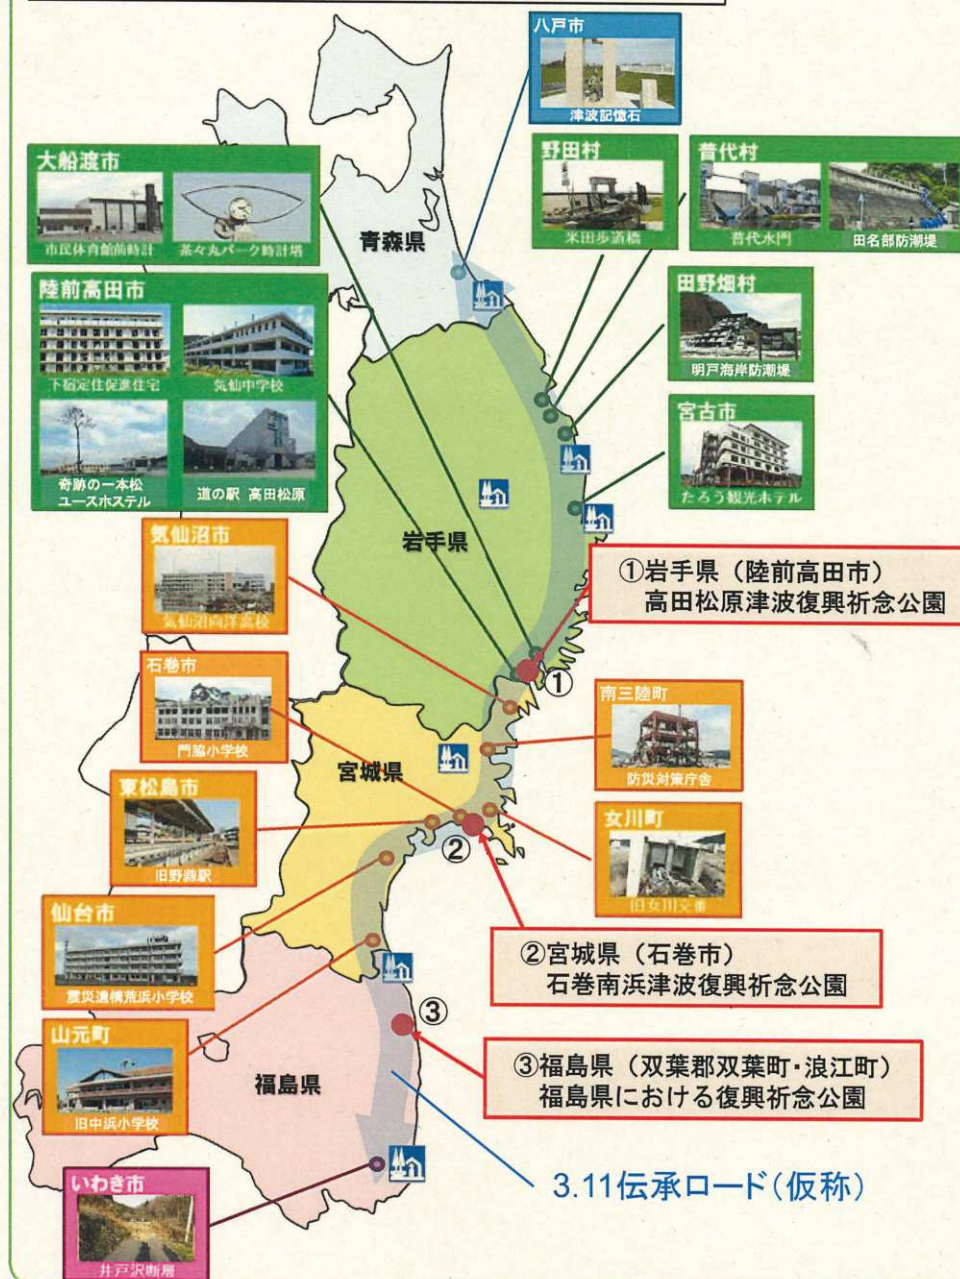 八戸市
津波記憶石
大船渡市
市民体育館前時計
茶々丸パーク時計塔
野田村
米田歩道橋
普代村
普代水門
田名部防潮堤
青森県
陸前高田市
下宿定住促進住宅
気仙中学校
奇跡の一本松
ユースホステル
道の駅 高田松原
田野畑村
明戸海岸防潮堤
宮古市
たろう観光ホテル
岩手県
気仙沼市
気仙沼向洋高校
①岩手県（陸前高田市）
高田松原津波復興祈念公園
①
石巻市
門脇小学校
南三陸町
防災対策庁舎
宮城県
東松島市
旧野蒜駅
女川町
旧女川交番
②
仙台市
震災遺構荒浜小学校
②宮城県（石巻市）
石巻南浜津波復興祈念公園
③
山元町
旧中浜小学校
福島県
③福島県（双葉郡双葉町・浪江町）
福島県における復興祈念公園
いわき市
井戸沢断層
3.11伝承ロード（仮称）